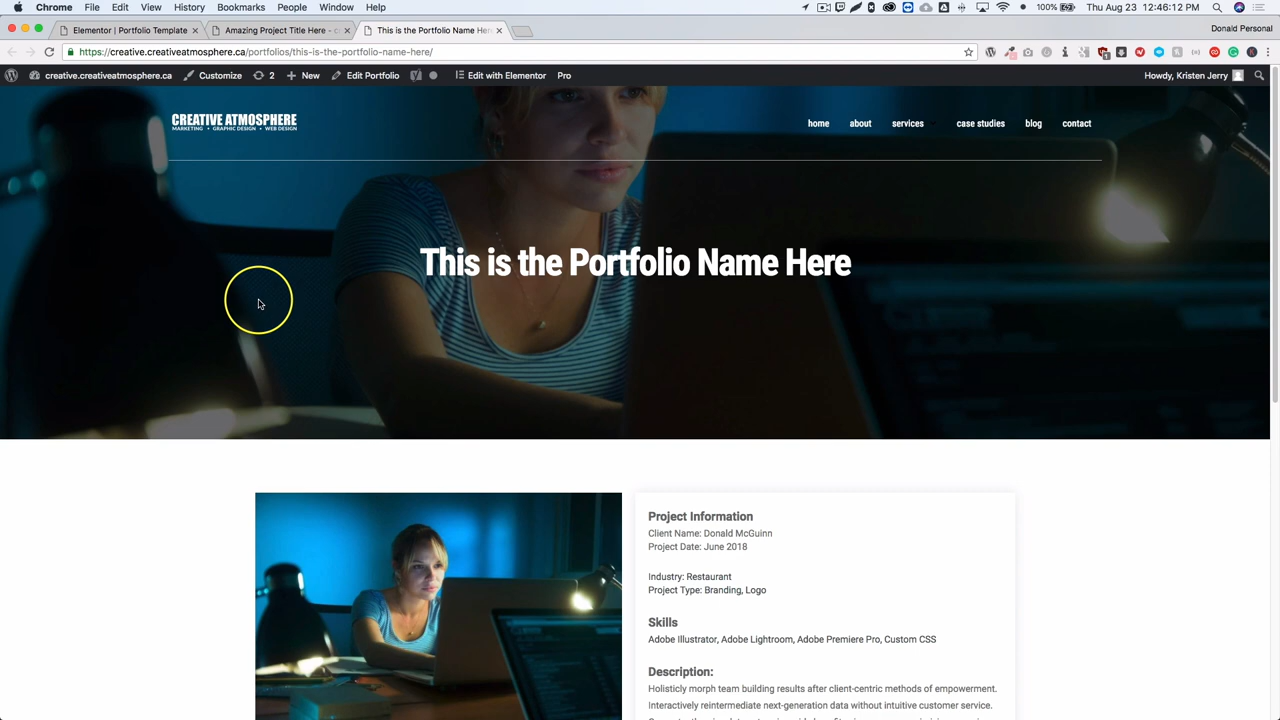 Chrome File Edit View History Bookmarks People Window Help 100% Thu Aug 23 12:46:12 PM
Elementor | Portfolio Template Amazing Project Title Here - This is the Portfolio Name Here Donald Personal
https://creative.creativeatmosphere.ca/portfolios/this-is-the-portfolio-name-here/
creative.creativeatmosphere.ca Customize 2 New Edit Portfolio Edit with Elementor Pro Howdy, Kristen Jerry
CREATIVE ATMOSPHERE
MARKETING • GRAPHIC DESIGN • WEB DESIGN
home about services case studies blog contact
This is the Portfolio Name Here
Project Information
Client Name: Donald McGuinn
Project Date: June 2018
Industry: Restaurant
Project Type: Branding, Logo
Skills
Adobe Illustrator, Adobe Lightroom, Adobe Premiere Pro, Custom CSS
Description:
Holisticly morph team building results after client-centric methods of empowerment.
Interactively reintermediate next-generation data without intuitive customer service.